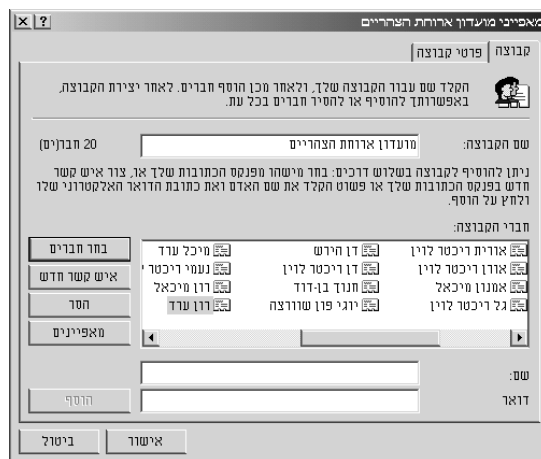 מאפייני מועדון ארוחת הצהריים
קבוצה
פרטי קבוצה
הקלד שם עבור הקבוצה שלך, ולאחר מכן הוסף חברים. לאחר יצירת הקבוצה,
באפשרותך להוסיף או להסיר חברים בכל עת.
שם הקבוצה:
מועדון ארוחת הצהריים
20 חבר(ים)
ניתן להוסיף לקבוצה בשלוש דרכים: בחר מישהו מפנקס הכתובות שלך או, צור איש קשר
חדש בפנקס הכתובות שלך או פשוט הקלד את שם האדם ואת כתובת הדואר האלקטרוני שלו
ולחץ על הוסף.
חברי הקבוצה:
אורית ריכטר לוין
דן הירש
מיכל ערד
אורן ריכטר לוין
דן ריכטר לוין
נעמי ריכטר י
אמנון מיכאל
חנוך בן-דוד
רון מיכאל
גל ריכטר לוין
יוגי פון שוורצה
רון ערד
בחר חברים
איש קשר חדש
הסר
מאפיינים
שם:
דואר
הוסף
אישור
ביטול